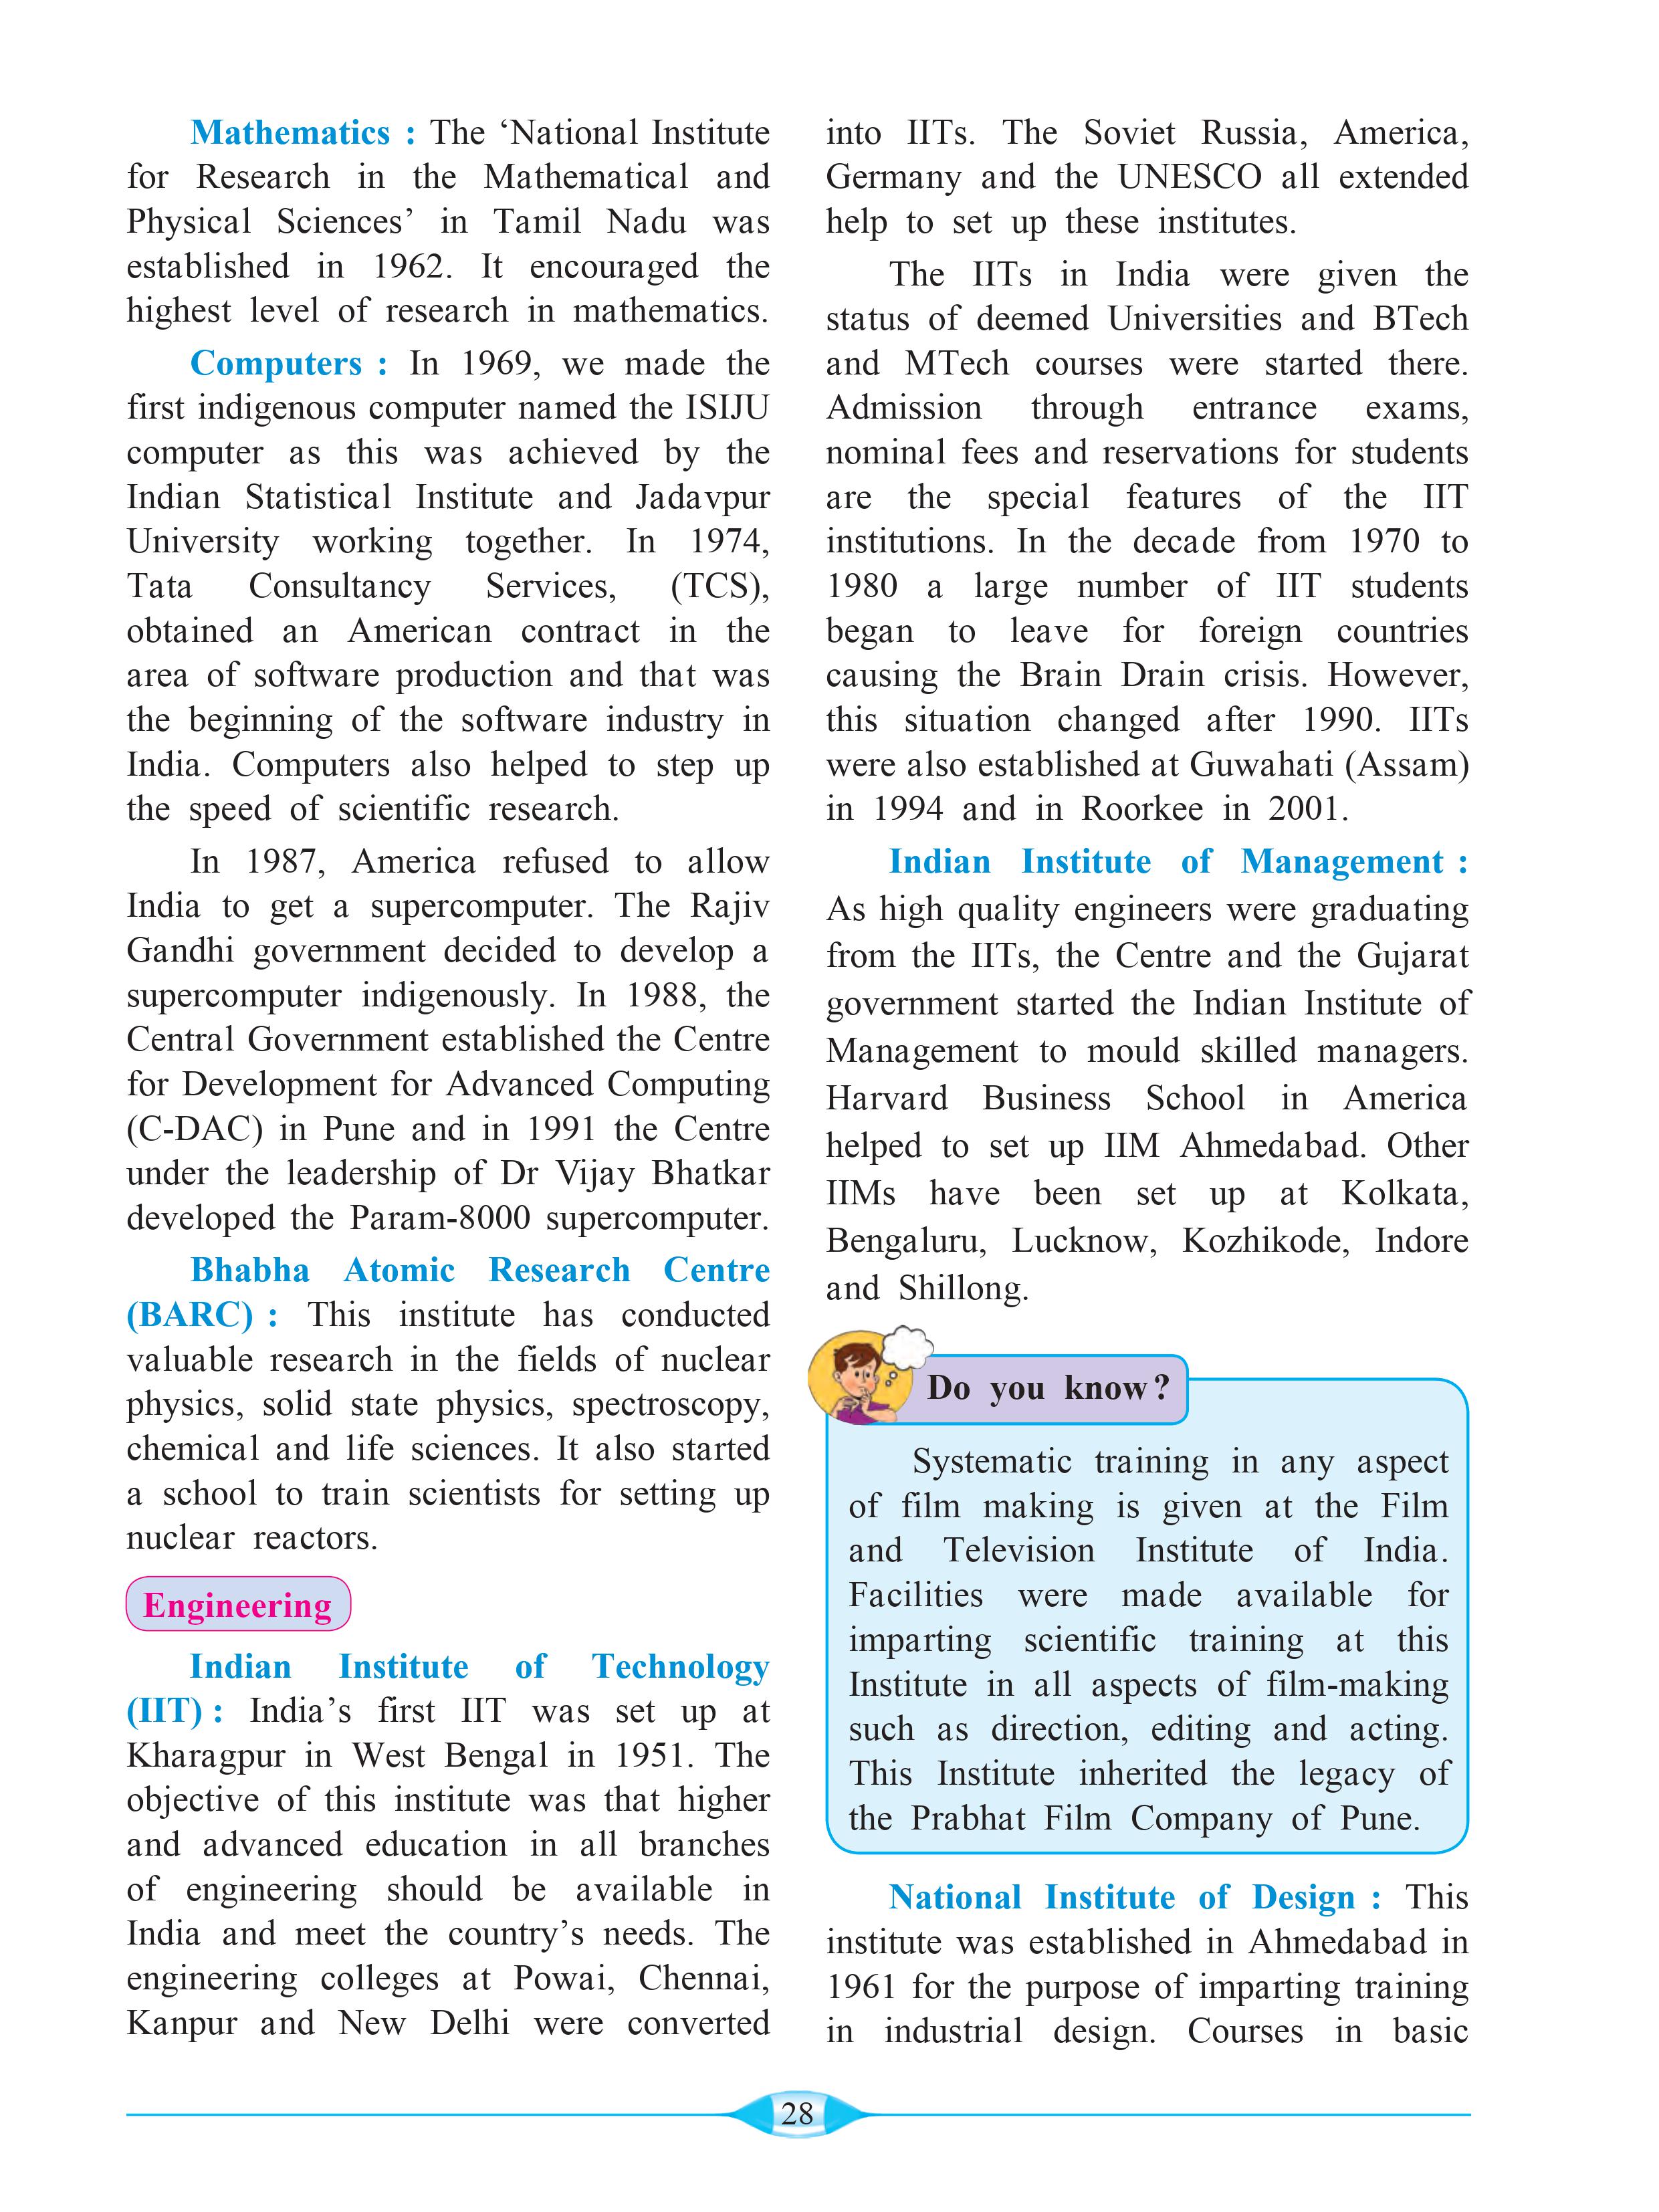 Mathematics : The ‘National Institute
for Research in the Mathematical and
Physical Sciences’ in Tamil Nadu was
established in 1962. It encouraged the
highest level of research in mathematics.
Computers : In 1969, we made the
first indigenous computer named the ISIJU
computer as this was achieved by the
Indian Statistical Institute and Jadavpur
University working together. In 1974,
Tata Consultancy Services, (TCS),
obtained an American contract in the
area of software production and that was
the beginning of the software industry in
India. Computers also helped to step up
the speed of scientific research.
In 1987, America refused to allow
India to get a supercomputer. The Rajiv
Gandhi government decided to develop a
supercomputer indigenously. In 1988, the
Central Government established the Centre
for Development for Advanced Computing
(C-DAC) in Pune and in 1991 the Centre
under the leadership of Dr Vijay Bhatkar
developed the Param-8000 supercomputer.
Bhabha Atomic Research Centre
(BARC) : This institute has conducted
valuable research in the fields of nuclear
physics, solid state physics, spectroscopy,
chemical and life sciences. It also started
a school to train scientists for setting up
nuclear reactors.
Engineering
Indian Institute of Technology
(IIT) : India’s first IIT was set up at
Kharagpur in West Bengal in 1951. The
objective of this institute was that higher
and advanced education in all branches
of engineering should be available in
India and meet the country’s needs. The
engineering colleges at Powai, Chennai,
Kanpur and New Delhi were converted
into IITs. The Soviet Russia, America,
Germany and the UNESCO all extended
help to set up these institutes.
The IITs in India were given the
status of deemed Universities and BTech
and MTech courses were started there.
Admission through entrance exams,
nominal fees and reservations for students
are the special features of the IIT
institutions. In the decade from 1970 to
1980 a large number of IIT students
began to leave for foreign countries
causing the Brain Drain crisis. However,
this situation changed after 1990. IITs
were also established at Guwahati (Assam)
in 1994 and in Roorkee in 2001.
Indian Institute of Management :
As high quality engineers were graduating
from the IITs, the Centre and the Gujarat
government started the Indian Institute of
Management to mould skilled managers.
Harvard Business School in America
helped to set up IIM Ahmedabad. Other
IIMs have been set up at Kolkata,
Bengaluru, Lucknow, Kozhikode, Indore
and Shillong.
Do you know?
Systematic training in any aspect
of film making is given at the Film
and Television Institute of India.
Facilities were made available for
imparting scientific training at this
Institute in all aspects of film-making
such as direction, editing and acting.
This Institute inherited the legacy of
the Prabhat Film Company of Pune.
National Institute of Design : This
institute was established in Ahmedabad in
1961 for the purpose of imparting training
in industrial design. Courses in basic
28